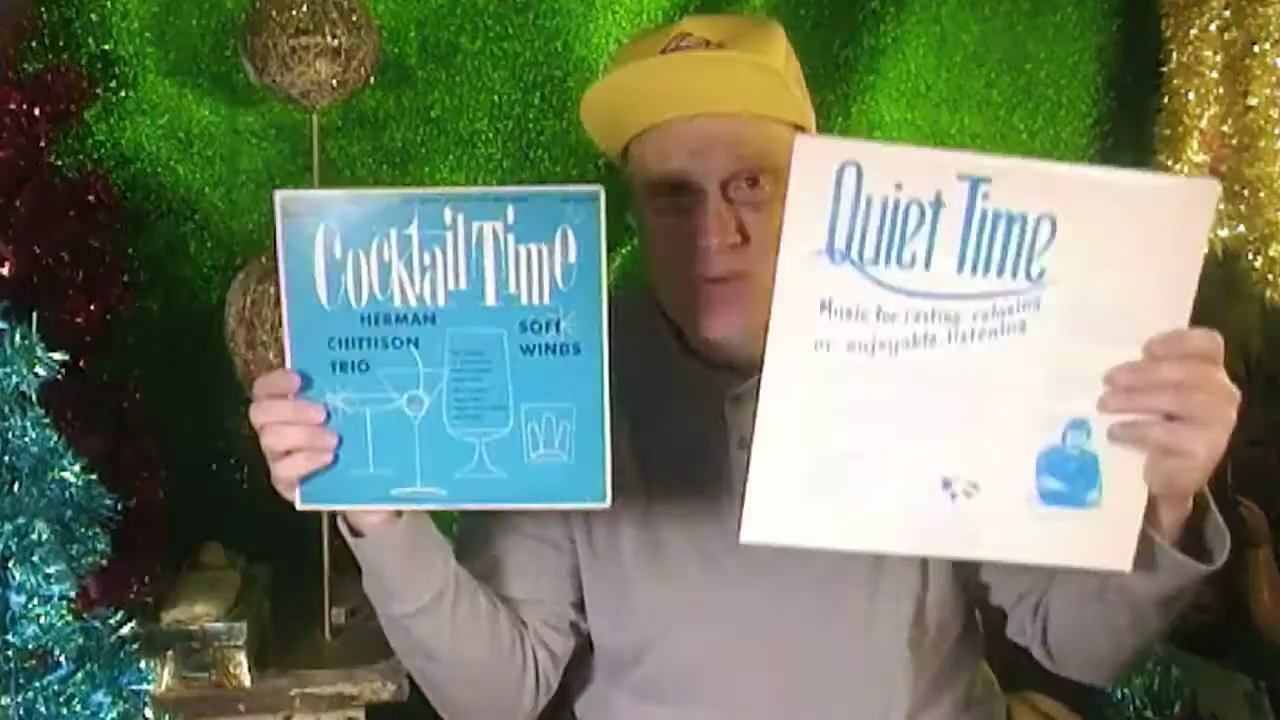 Cocktail Time
HERMAN
CHITTISON
TRIO
SOFT
WINDS
Quiet Time
Music for resting, relaxing
or enjoyable listening